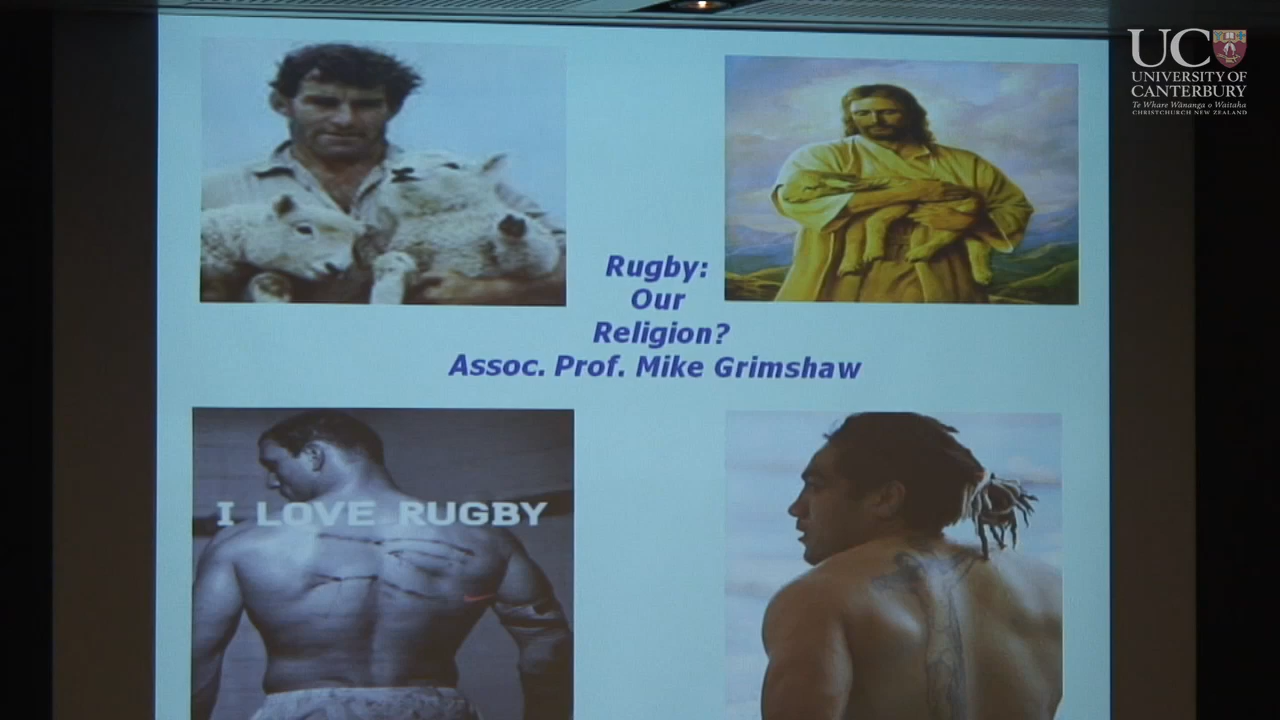 UC
UNIVERSITY OF
CANTERBURY
Te Whare Wānanga o Waitaha
CHRISTCHURCH NEW ZEALAND
Rugby:
Our
Religion?
Assoc. Prof. Mike Grimshaw
I LOVE RUGBY